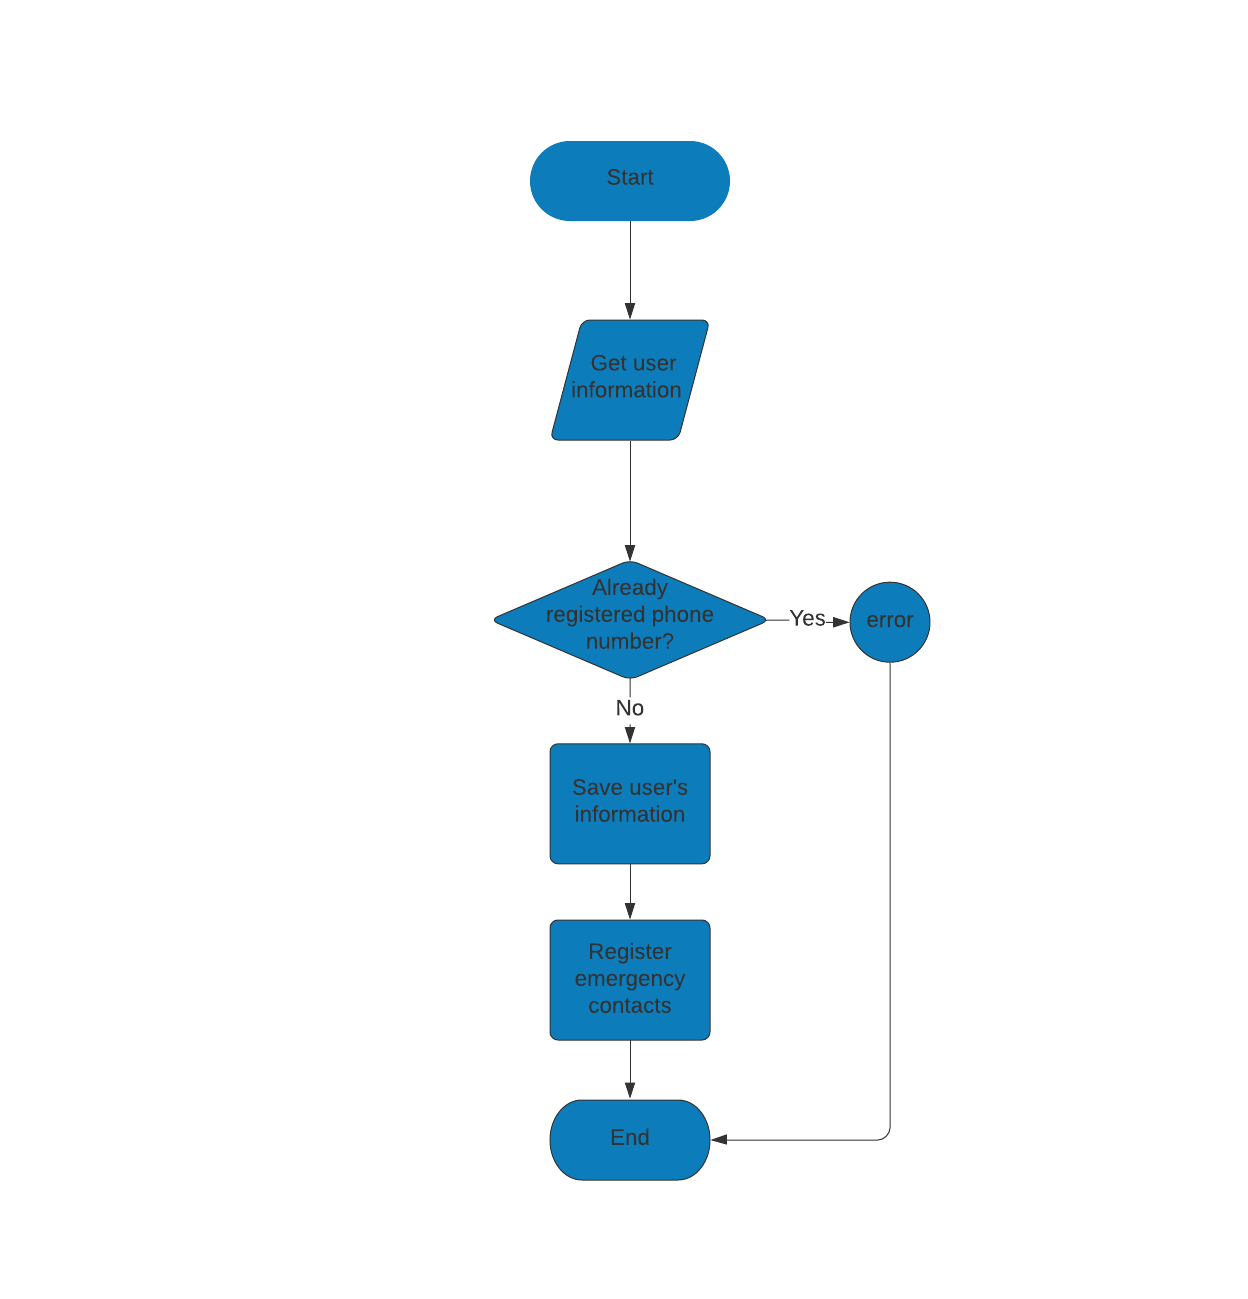 Start
Get user
information
Already
registered phone
number?
Yes
error
No
Save user's
information
Register
emergency
contacts
End